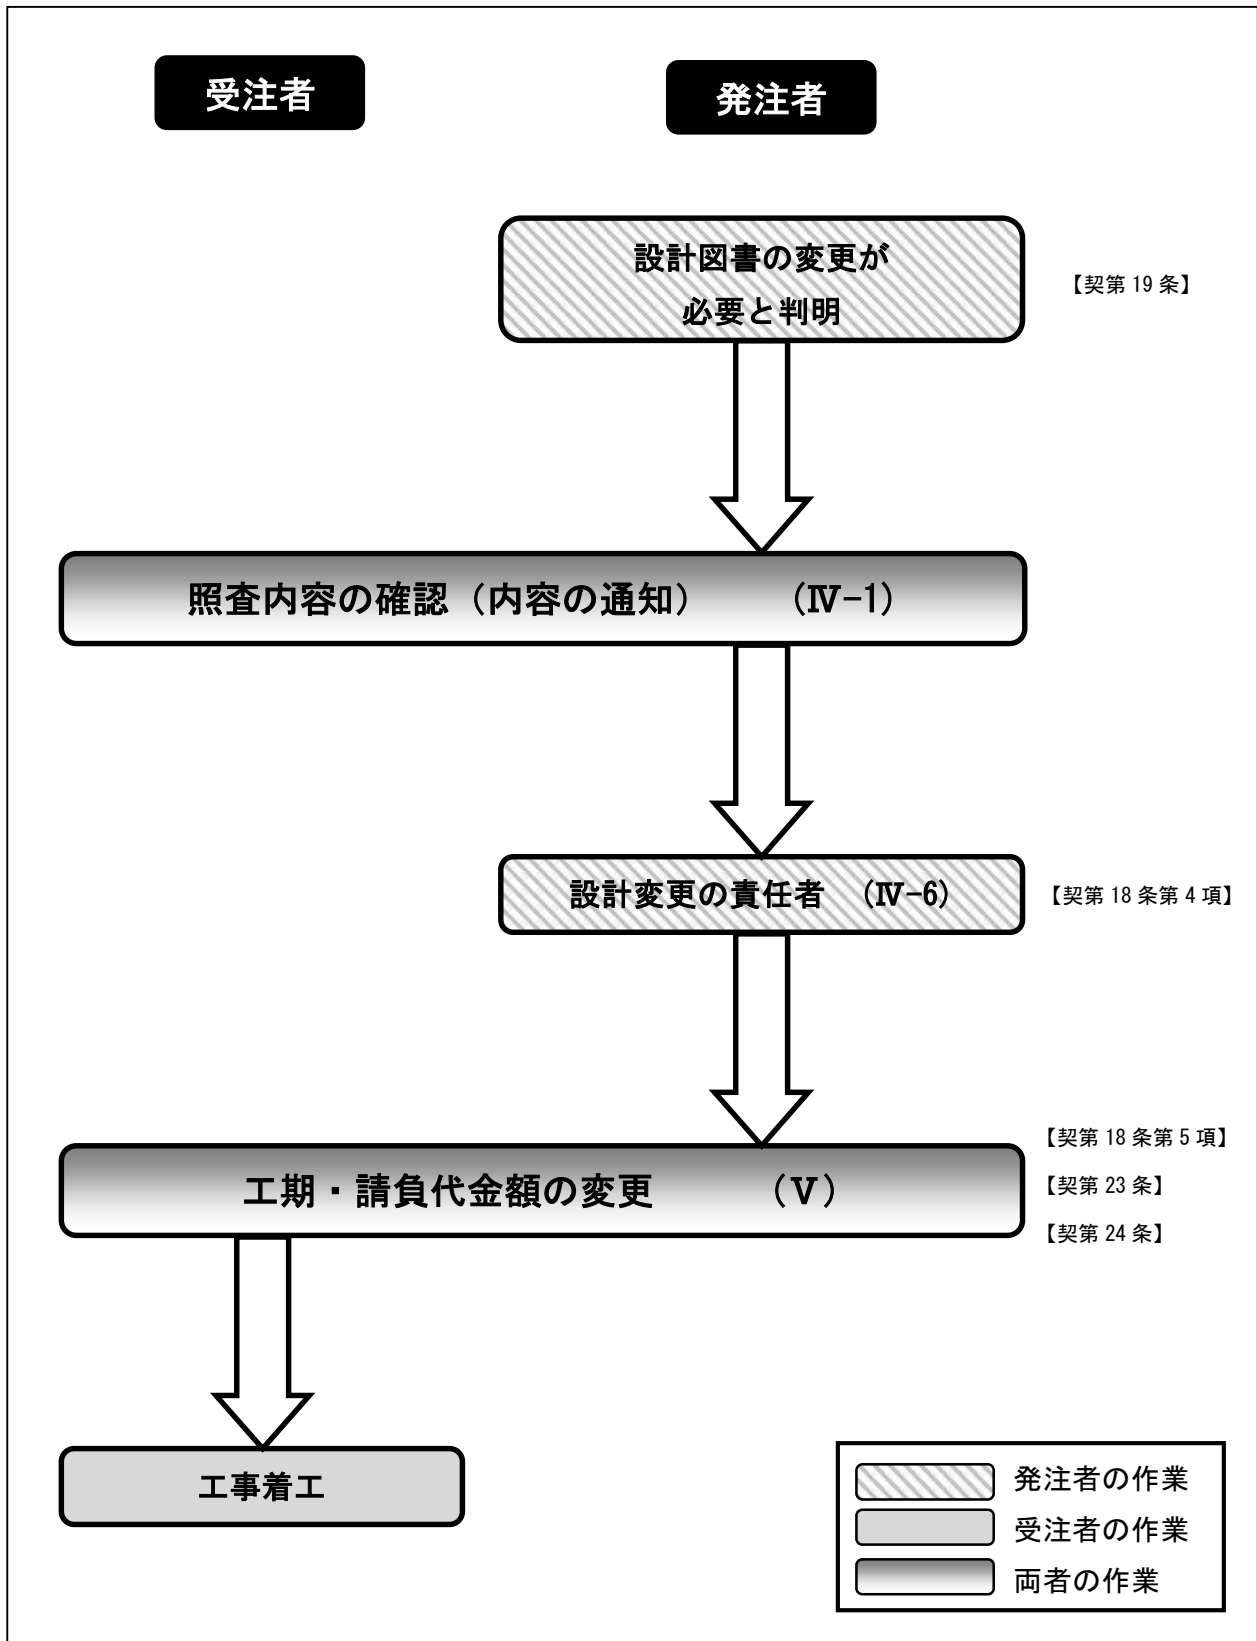 受注者
発注者
設計図書の変更が
必要と判明
【契第 19 条】
照査内容の確認（内容の通知） (Ⅳ-1)
設計変更の責任者 (Ⅳ-6)
【契第 18 条第 4 項】
工期・請負代金額の変更 （Ⅴ）
【契第 18 条第 5 項】
【契第 23 条】
【契第 24 条】
工事着工
発注者の作業
受注者の作業
両者の作業